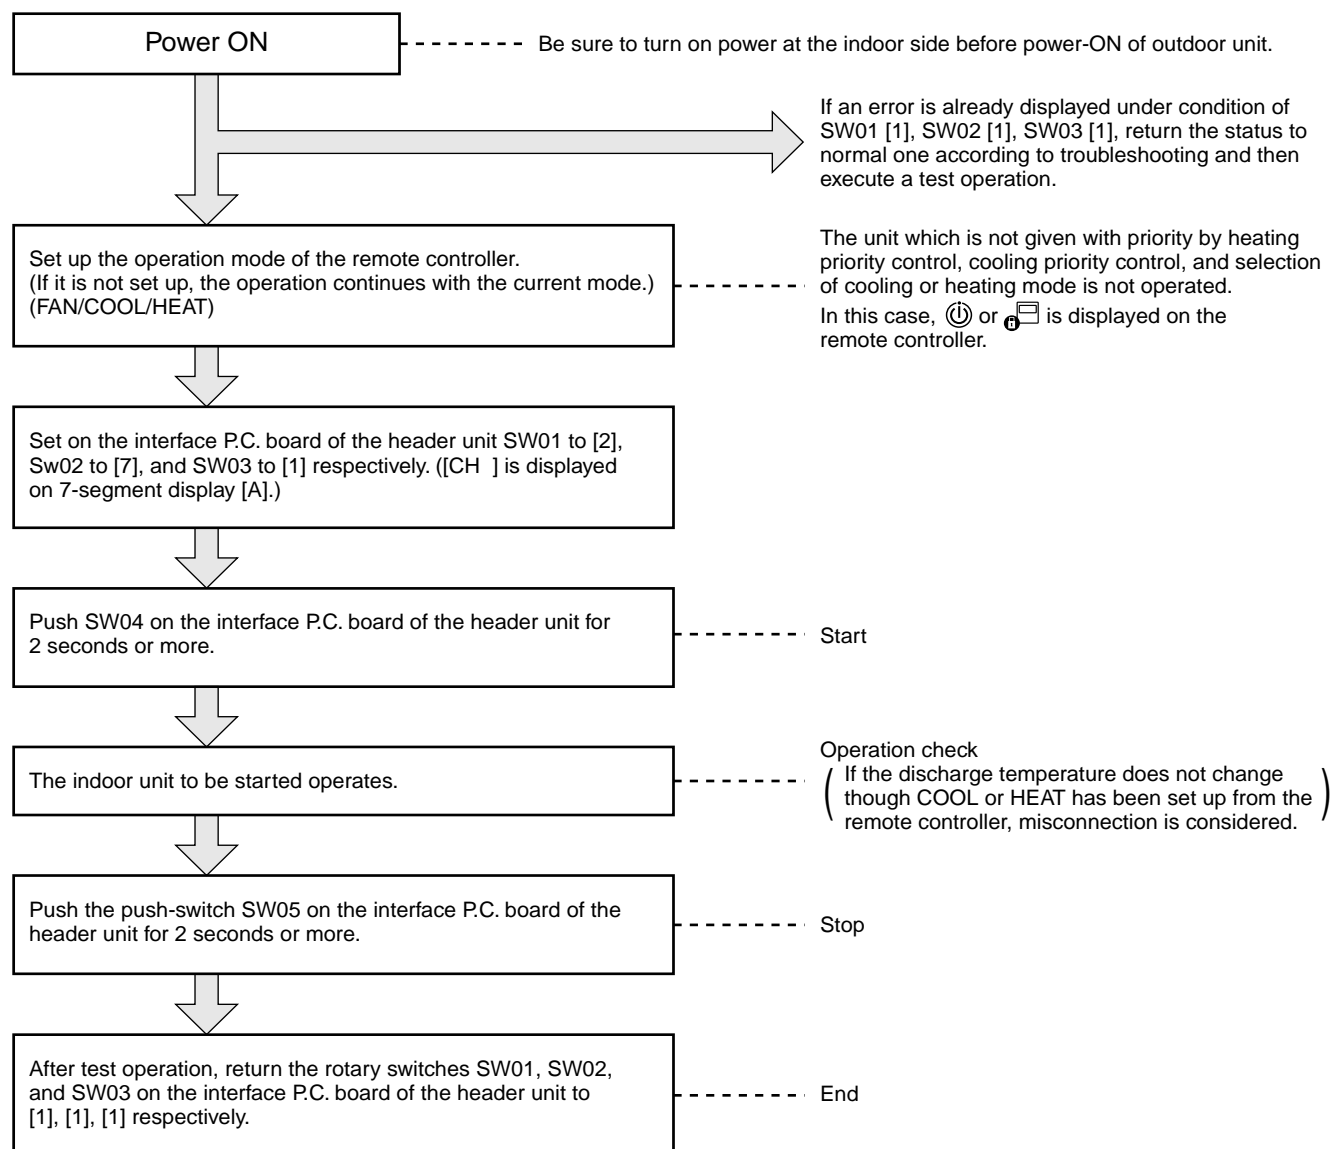 Power ON
Be sure to turn on power at the indoor side before power-ON of outdoor unit.
If an error is already displayed under condition of
SW01 [1], SW02 [1], SW03 [1], return the status to
normal one according to troubleshooting and then
execute a test operation.
Set up the operation mode of the remote controller.
(If it is not set up, the operation continues with the current mode.)
(FAN/COOL/HEAT)
The unit which is not given with priority by heating
priority control, cooling priority control, and selection
of cooling or heating mode is not operated.
In this case, or is displayed on the
remote controller.
Set on the interface P.C. board of the header unit SW01 to [2],
Sw02 to [7], and SW03 to [1] respectively. ([CH  ] is displayed
on 7-segment display [A].)
Push SW04 on the interface P.C. board of the header unit for
2 seconds or more.
Start
The indoor unit to be started operates.
Operation check
( If the discharge temperature does not change
though COOL or HEAT has been set up from the
remote controller, misconnection is considered. )
Push the push-switch SW05 on the interface P.C. board of the
header unit for 2 seconds or more.
Stop
After test operation, return the rotary switches SW01, SW02,
and SW03 on the interface P.C. board of the header unit to
[1], [1], [1] respectively.
End